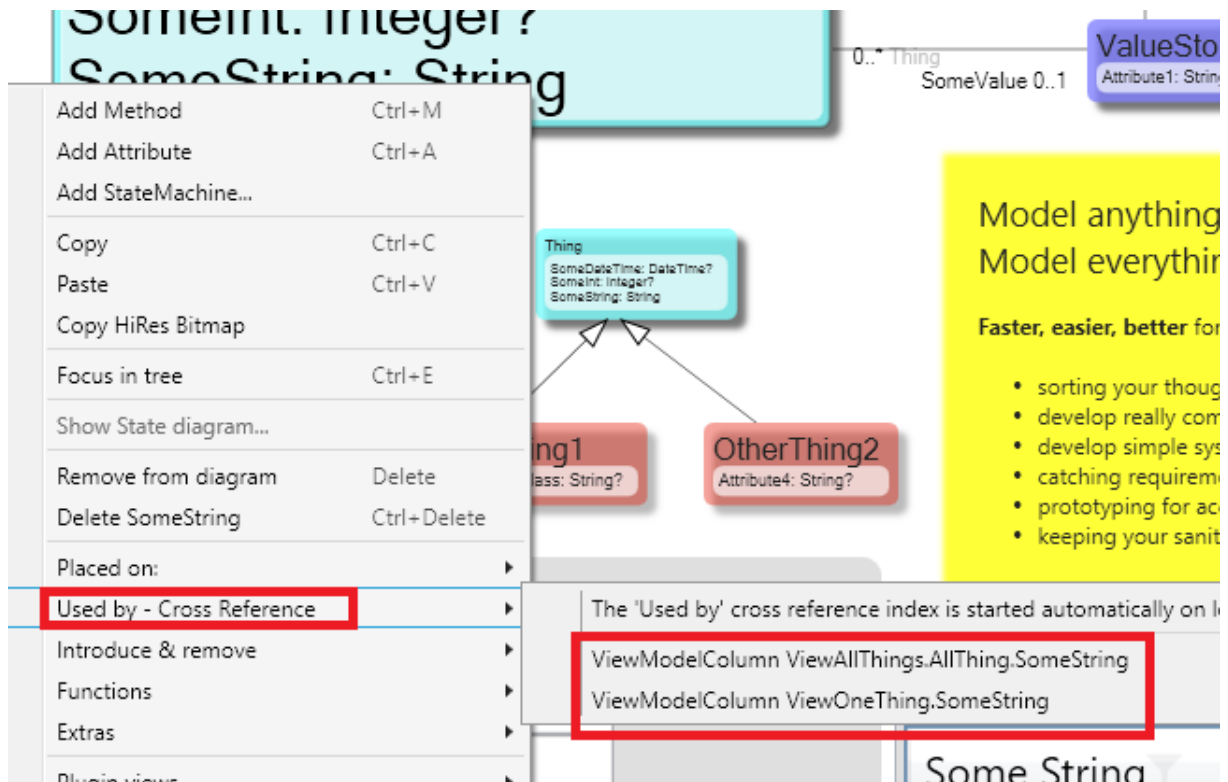 SomeInt: Integer?
SomeString: String
0..* Thing
SomeValue 0..1
Attribute1:
Add Method Ctrl+M
Add Attribute Ctrl+A
Add StateMachine...
Copy Ctrl+C
Paste Ctrl+V
Copy HiRes Bitmap
Focus in tree Ctrl+E
Show State diagram...
Remove from diagram Delete
Delete SomeString Ctrl+Delete
Placed on:
Used by - Cross Reference
Introduce & remove
Functions
Extras
Plugin views
Thing
SomeDateTime: DateTime?
SomeInt: Integer?
SomeString: String
ing1
lass: String?
OtherThing2
Attribute4: String?
Model anything
Model everythin
Faster, easier, better for
• sorting your thoug
• develop really com
• develop simple sys
• catching requireme
• prototyping for ac
• keeping your sanit
The 'Used by' cross reference index is started automatically on
ViewModelColumn ViewAllThings.AllThing.SomeString
ViewModelColumn ViewOneThing.SomeString
Some String